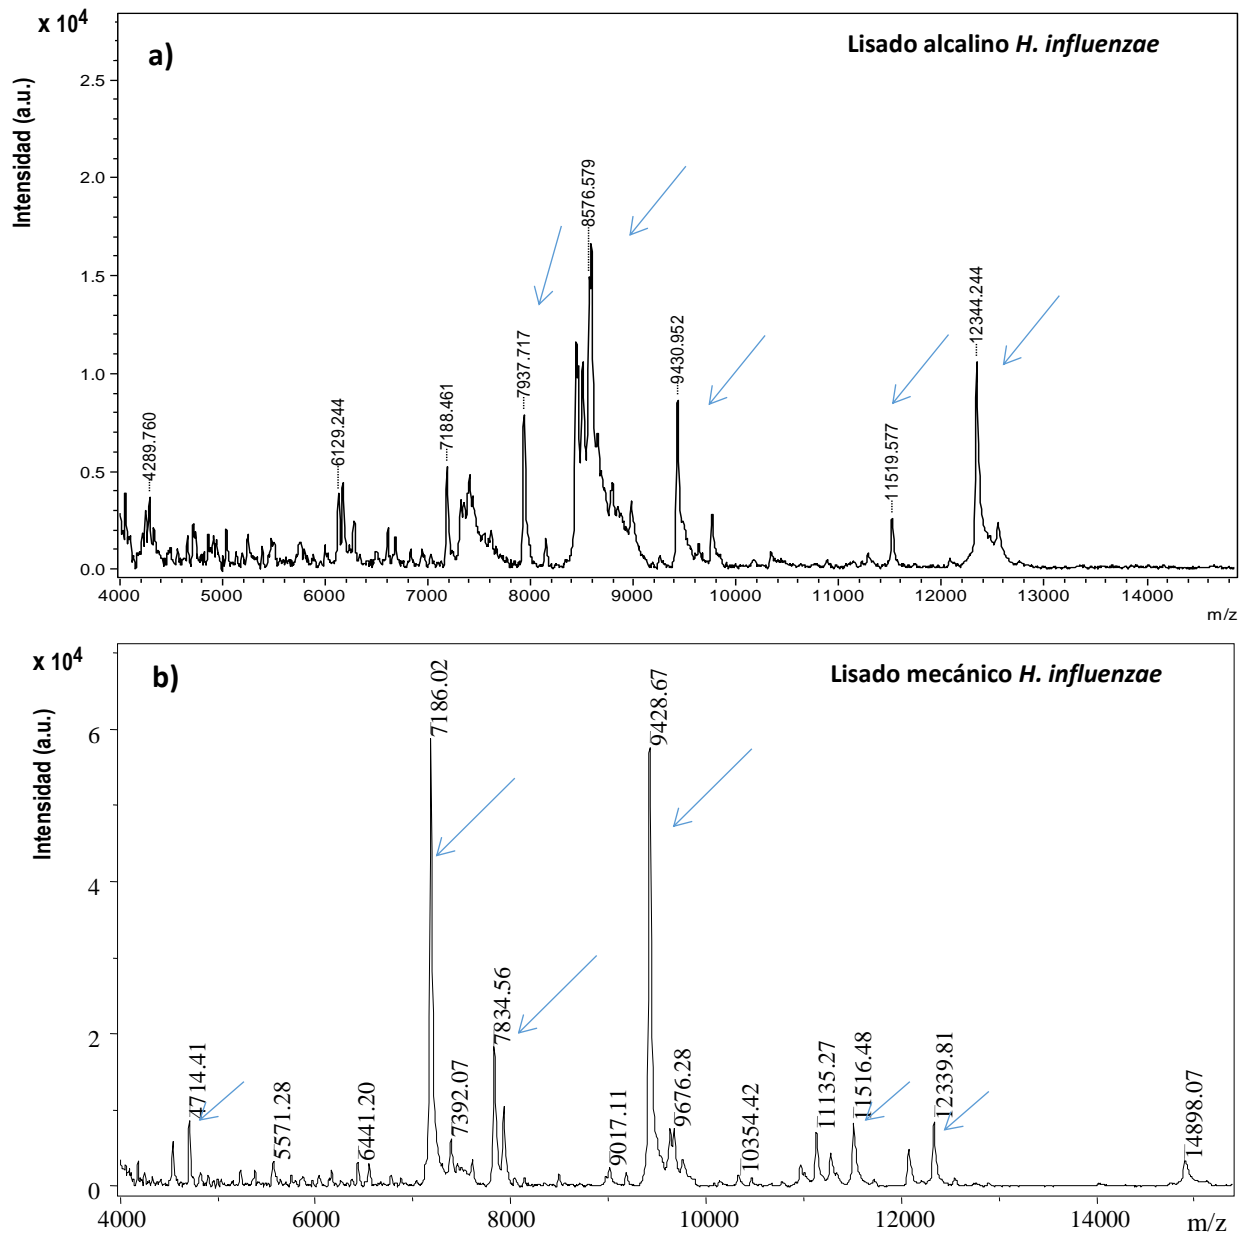 x 10⁴
a)
Lisado alcalino H. influenzae
Intensidad (a.u.)
2.5
2.0
1.5
1.0
0.5
0.0
4289.760
6129.244
7188.461
7937.717
8576.579
9430.952
11519.577
12344.244
4000 5000 6000 7000 8000 9000 10000 11000 12000 13000 14000
m/z
x 10⁴
b)
Lisado mecánico H. influenzae
Intensidad (a.u.)
6
4
2
0
4714.41
5571.28
6441.20
7186.02
7392.07
7834.56
9017.11
9428.67
9676.28
10354.42
11135.27
11516.48
12339.81
14898.07
4000 6000 8000 10000 12000 14000 m/z